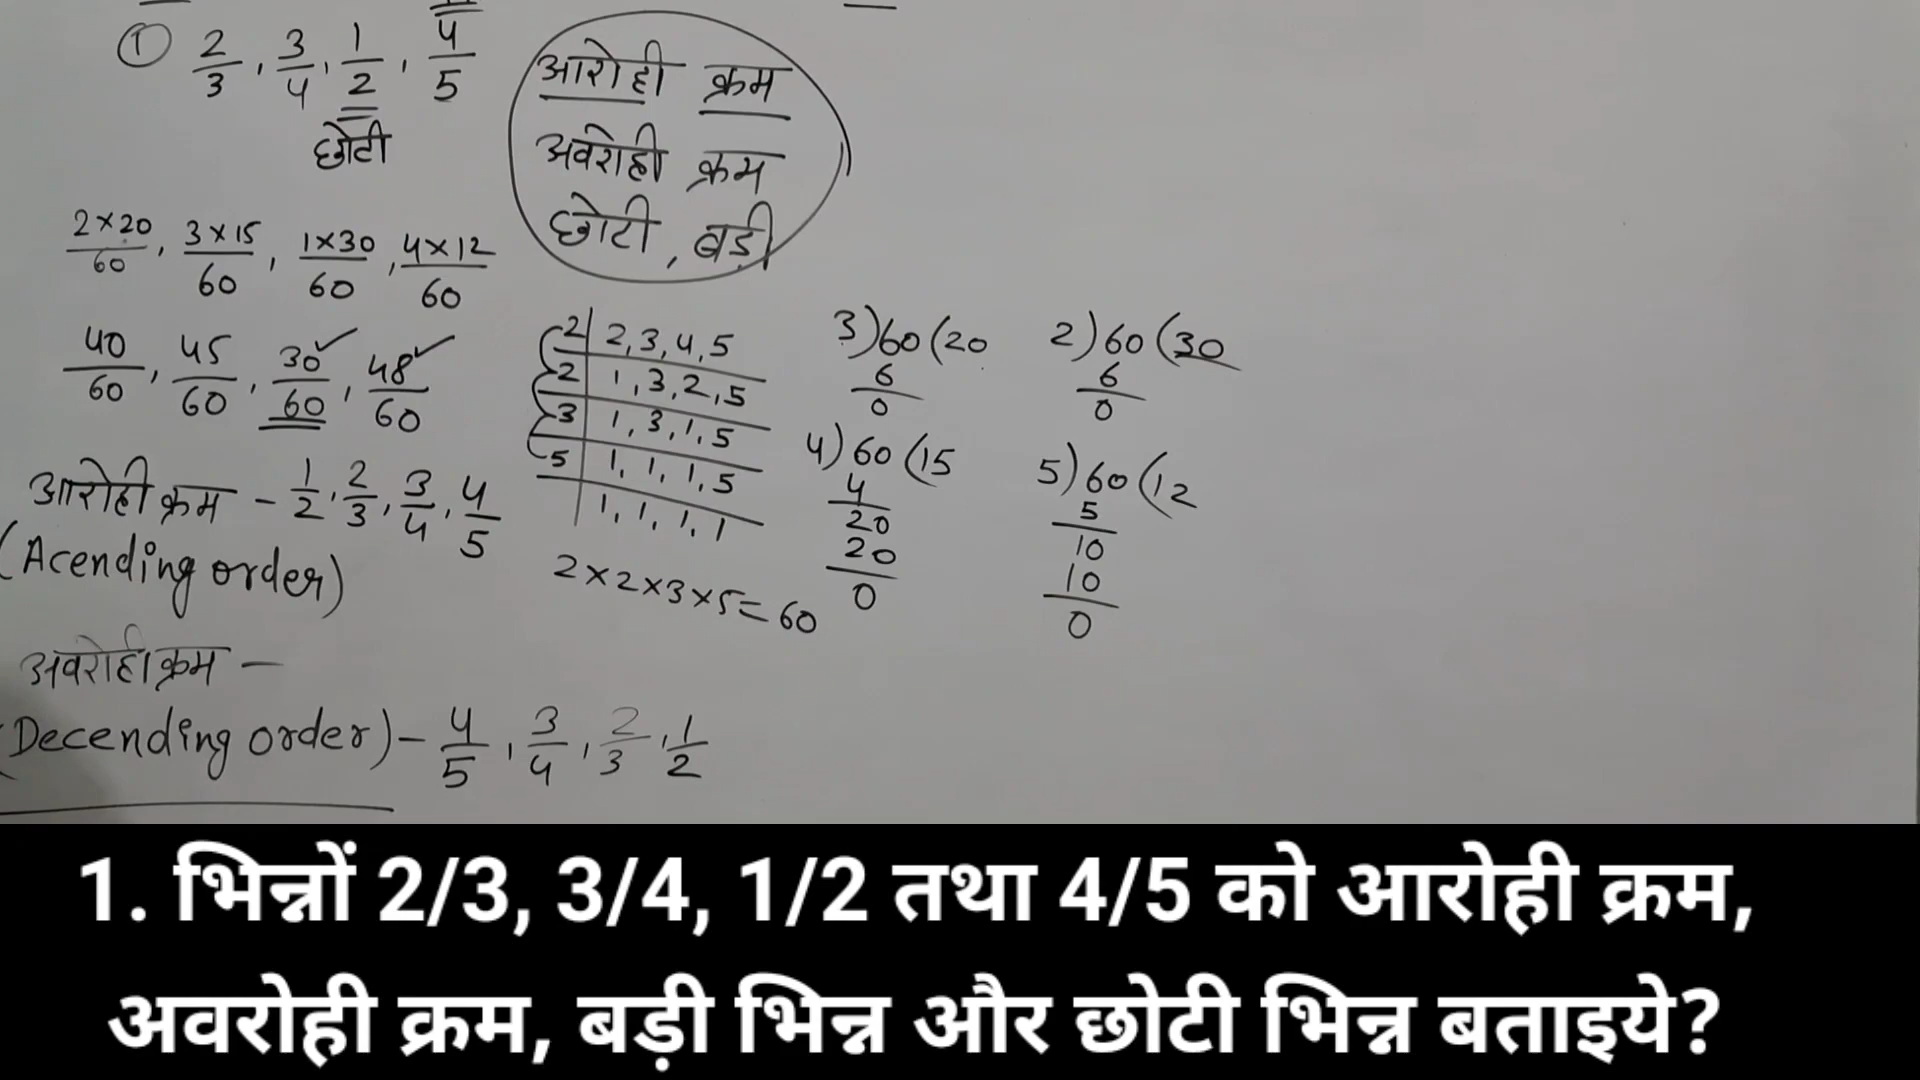 ① 2/3, 3/4, 1/2, 4/5
छोटी
आरोही क्रम
अवरोही क्रम
छोटी, बड़ी
2×20/60, 3×15/60, 1×30/60, 4×12/60
40/60, 45/60, 30/60, 48/60
आरोही क्रम - 1/2, 2/3, 3/4, 4/5
(Acending order)
अवरोही क्रम —
(Decending order) - 4/5, 3/4, 2/3, 1/2
2 | 2, 3, 4, 5
2 | 1, 3, 2, 5
3 | 1, 3, 1, 5
5 | 1, 1, 1, 5
1, 1, 1, 1
2×2×3×5=60
3)60(20
6
0
2)60(30
6
0
4)60(15
4
20
20
0
5)60(12
5
10
10
0
1. भिन्नों 2/3, 3/4, 1/2 तथा 4/5 को आरोही क्रम,
अवरोही क्रम, बड़ी भिन्न और छोटी भिन्न बताइये?